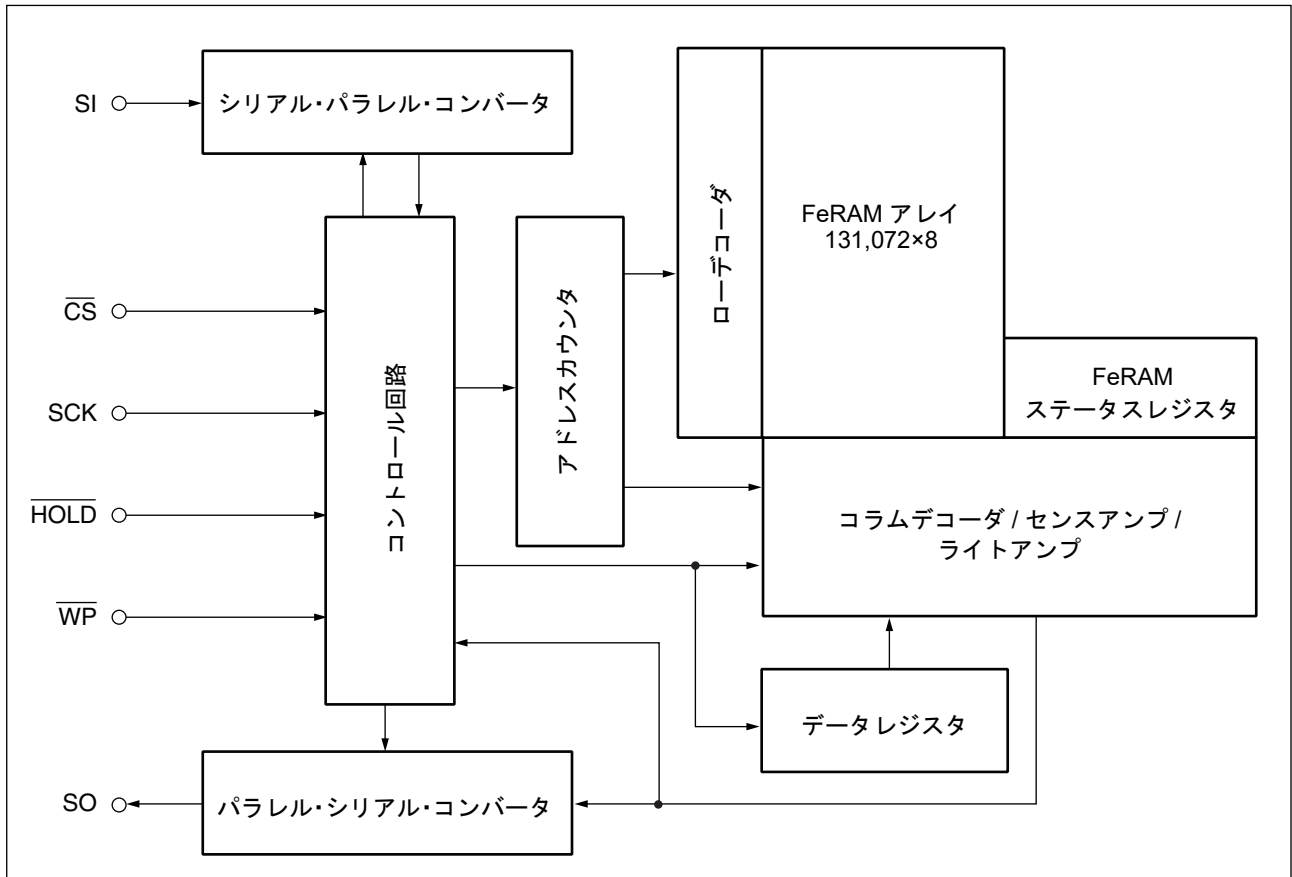 SI
シリアル・パラレル・コンバータ
ローデコーダ
FeRAM アレイ
131,072×8
CS
SCK
HOLD
WP
コントロール回路
アドレスカウンタ
FeRAM
ステータスレジスタ
コラムデコーダ / センスアンプ /
ライトアンプ
データレジスタ
SO
パラレル・シリアル・コンバータ